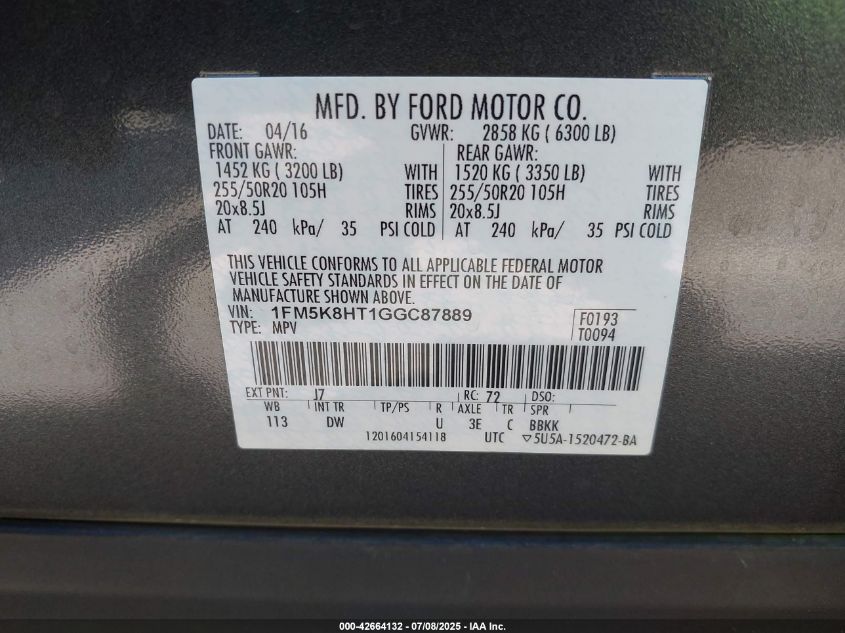 MFD. BY FORD MOTOR CO.
DATE: 04/16 GVWR: 2858 KG ( 6300 LB)
FRONT GAWR: REAR GAWR:
1452 KG ( 3200 LB) WITH 1520 KG ( 3350 LB) WITH
255/50R20 105H TIRES 255/50R20 105H TIRES
20x8.5J RIMS 20x8.5J RIMS
AT 240 kPa/ 35 PSI COLD AT 240 kPa/ 35 PSI COLD
THIS VEHICLE CONFORMS TO ALL APPLICABLE FEDERAL MOTOR
VEHICLE SAFETY STANDARDS IN EFFECT ON THE DATE OF
MANUFACTURE SHOWN ABOVE.
VIN: 1FM5K8HT1GGC87889 F0193
TYPE: MPV T0094
EXT PNT: J7 RC: 72 DSO:
WB INT TR TP/PS R AXLE TR SPR
113 DW U 3E C BBKK
1201604154118 UTC ▽5U5A-1520472-BA
000-42664132 - 07/08/2025 - IAA Inc.